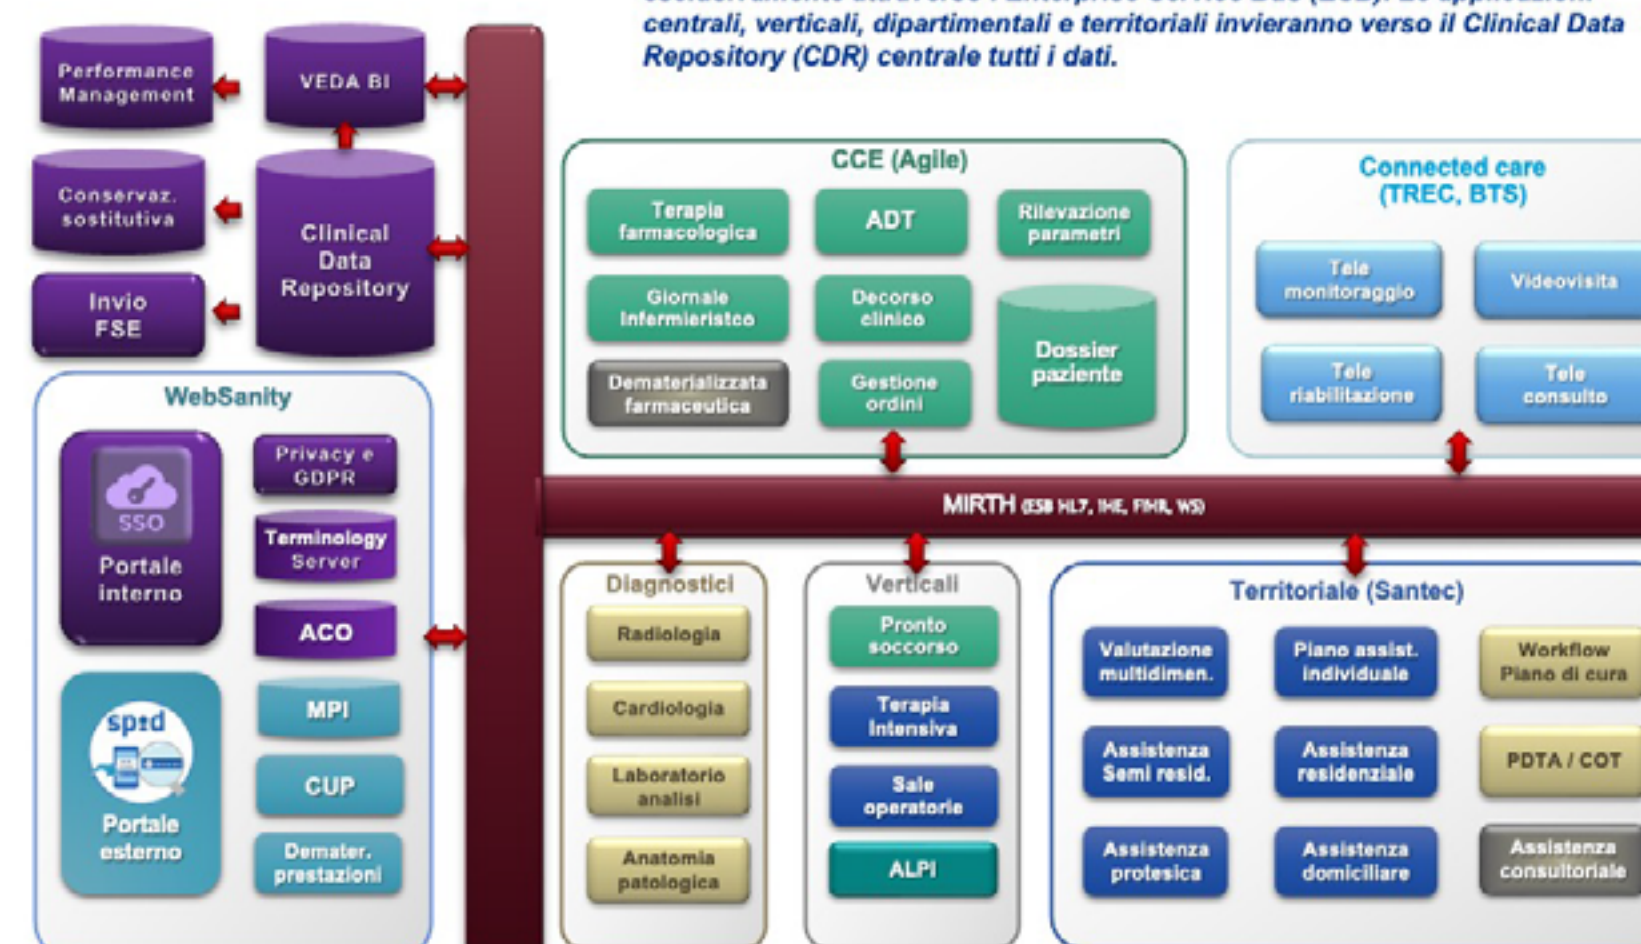 centrali, verticali, dipartimentali e territoriali invieranno verso il Clinical Data
Repository (CDR) centrale tutti i dati.
Performance
Management
VEDA BI
Conservaz.
sostitutiva
Clinical
Data
Repository
Invio
FSE
CCE (Agile)
Terapia
farmacologica
ADT
Rilevazione
parametri
Giornale
Infermieristco
Decorso
clinico
Dossier
paziente
Dematerializzata
farmaceutica
Gestione
ordini
Connected care
(TREC, BTS)
Tele
monitoraggio
Videovisita
Tele
riabilitazione
Tele
consulto
WebSanity
SSO
Portale
interno
Privacy e
GDPR
Terminology
Server
ACO
spid
Portale
esterno
MPI
CUP
Demater.
prestazioni
MIRTH (ESB HL7, IHE, FIHR, WS)
Diagnostici
Radiologia
Cardiologia
Laboratorio
analisi
Anatomia
patologica
Verticali
Pronto
soccorso
Terapia
Intensiva
Sale
operatorie
ALPI
Territoriale (Santec)
Valutazione
multidimen.
Piano assist.
individuale
Workflow
Piano di cura
Assistenza
Semi resid.
Assistenza
residenziale
PDTA / COT
Assistenza
protesica
Assistenza
domiciliare
Assistenza
consultoriale